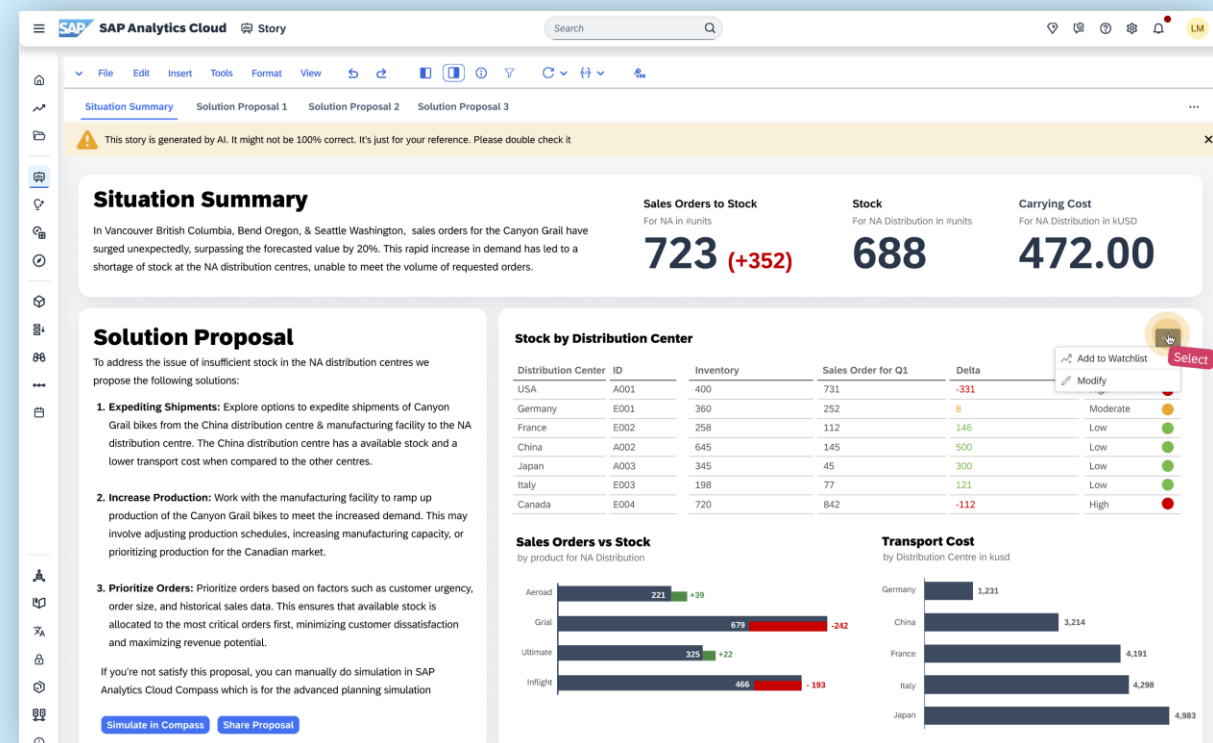 SAP SAP Analytics Cloud Story
Search
LM
File Edit Insert Tools Format View
Situation Summary Solution Proposal 1 Solution Proposal 2 Solution Proposal 3
This story is generated by AI. It might not be 100% correct. It's just for your reference. Please double check it
Situation Summary
In Vancouver British Columbia, Bend Oregon, & Seattle Washington, sales orders for the Canyon Grail have
surged unexpectedly, surpassing the forecasted value by 20%. This rapid increase in demand has led to a
shortage of stock at the NA distribution centres, unable to meet the volume of requested orders.
Sales Orders to Stock
For NA in #units
723 (+352)
Stock
For NA Distribution in #units
688
Carrying Cost
For NA Distribution in kUSD
472.00
Solution Proposal
To address the issue of insufficient stock in the NA distribution centres we
propose the following solutions:
1. Expediting Shipments: Explore options to expedite shipments of Canyon
Grail bikes from the China distribution centre & manufacturing facility to the NA
distribution centre. The China distribution centre has a available stock and a
lower transport cost when compared to the other centres.
2. Increase Production: Work with the manufacturing facility to ramp up
production of the Canyon Grail bikes to meet the increased demand. This may
involve adjusting production schedules, increasing manufacturing capacity, or
prioritizing production for the Canadian market.
3. Prioritize Orders: Prioritize orders based on factors such as customer urgency,
order size, and historical sales data. This ensures that available stock is
allocated to the most critical orders first, minimizing customer dissatisfaction
and maximizing revenue potential.
If you're not satisfy this proposal, you can manually do simulation in SAP
Analytics Cloud Compass which is for the advanced planning simulation
Simulate in Compass Share Proposal
Stock by Distribution Center
Add to Watchlist
Select
Modify
Distribution Center ID Inventory Sales Order for Q1 Delta
USA A001 400 731 -331
Germany E001 360 252 8 Moderate
France E002 258 112 146 Low
China A002 645 145 500 Low
Japan A003 345 45 300 Low
Italy E003 198 77 121 Low
Canada E004 720 842 -112 High
Sales Orders vs Stock
by product for NA Distribution
Aeroad 221 +39
Grial 679 -242
Ultimate 325 +22
Inflight 466 - 193
Transport Cost
by Distribution Centre in kusd
Germany 1,231
China 3,214
France 4,191
Italy 4,298
Japan 4,983